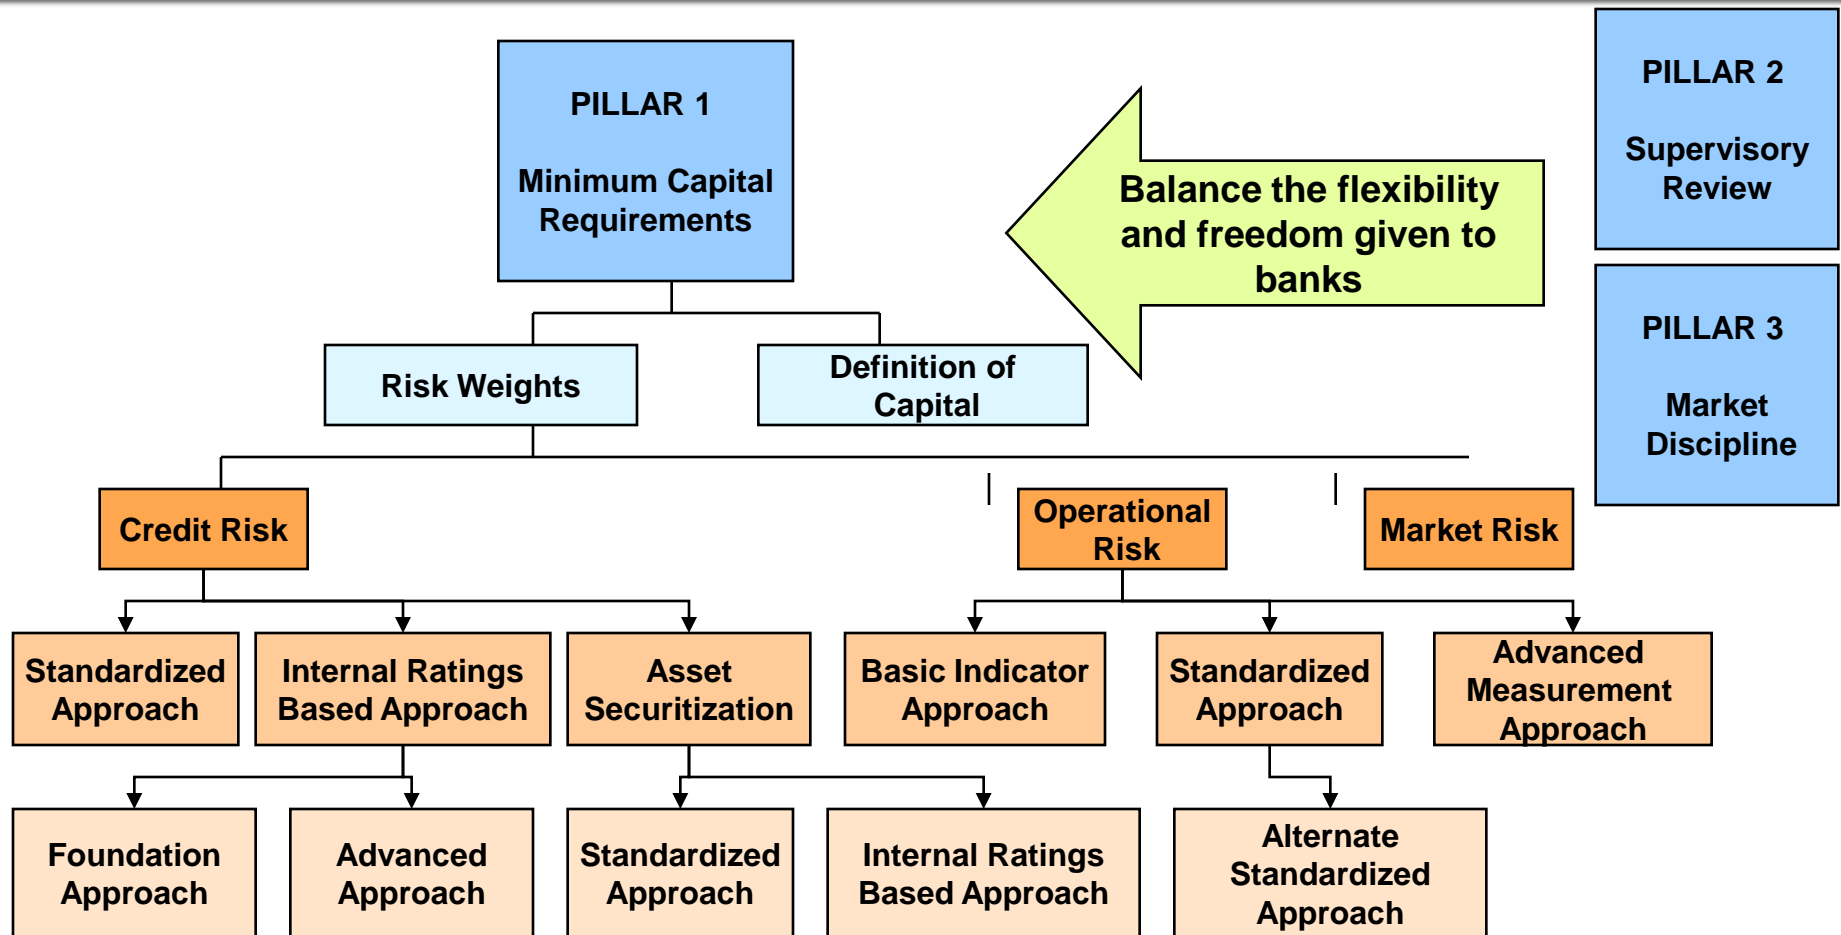 PILLAR 1
Minimum Capital
Requirements
Balance the flexibility
and freedom given to
banks
PILLAR 2
Supervisory
Review
PILLAR 3
Market
Discipline
Risk Weights
Definition of
Capital
Credit Risk
Operational
Risk
Market Risk
Standardized
Approach
Internal Ratings
Based Approach
Asset
Securitization
Basic Indicator
Approach
Standardized
Approach
Advanced
Measurement
Approach
Foundation
Approach
Advanced
Approach
Standardized
Approach
Internal Ratings
Based Approach
Alternate
Standardized
Approach